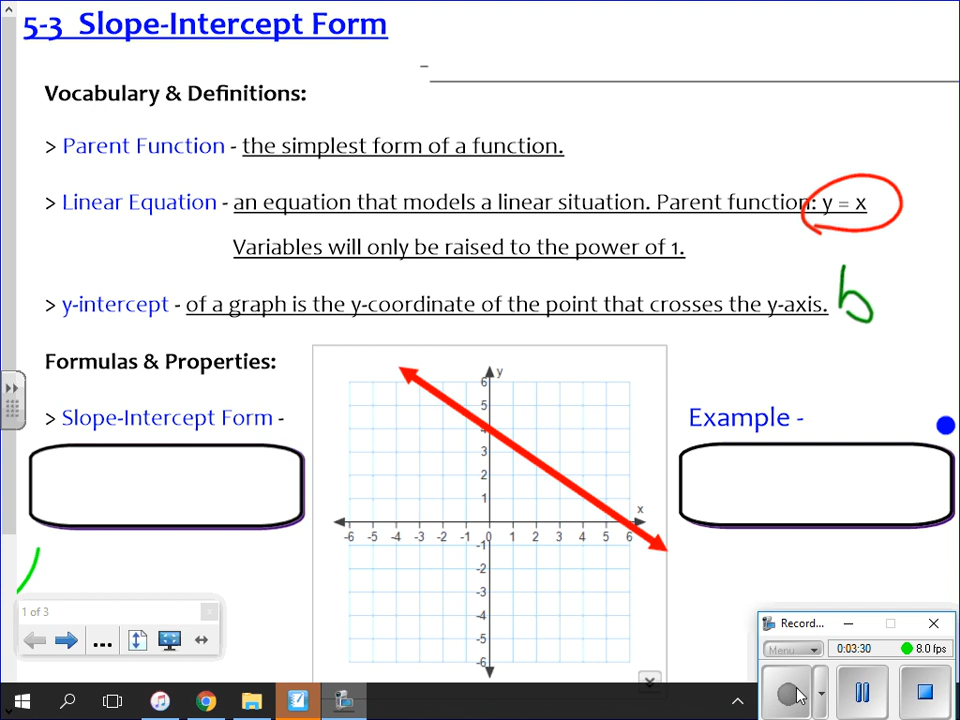 5-3 Slope-Intercept Form
Vocabulary & Definitions:
> Parent Function - the simplest form of a function.
> Linear Equation - an equation that models a linear situation. Parent function: y = x
Variables will only be raised to the power of 1.
> y-intercept - of a graph is the y-coordinate of the point that crosses the y-axis. b
Formulas & Properties:
> Slope-Intercept Form -
y
6
5
4
3
2
1
x
-6 -5 -4 -3 -2 -1 0 1 2 3 4 5 6
-1
-2
-3
-4
-5
-6
Example -
1 of 3
Record...
Menu
0:03:30
8.0 fps